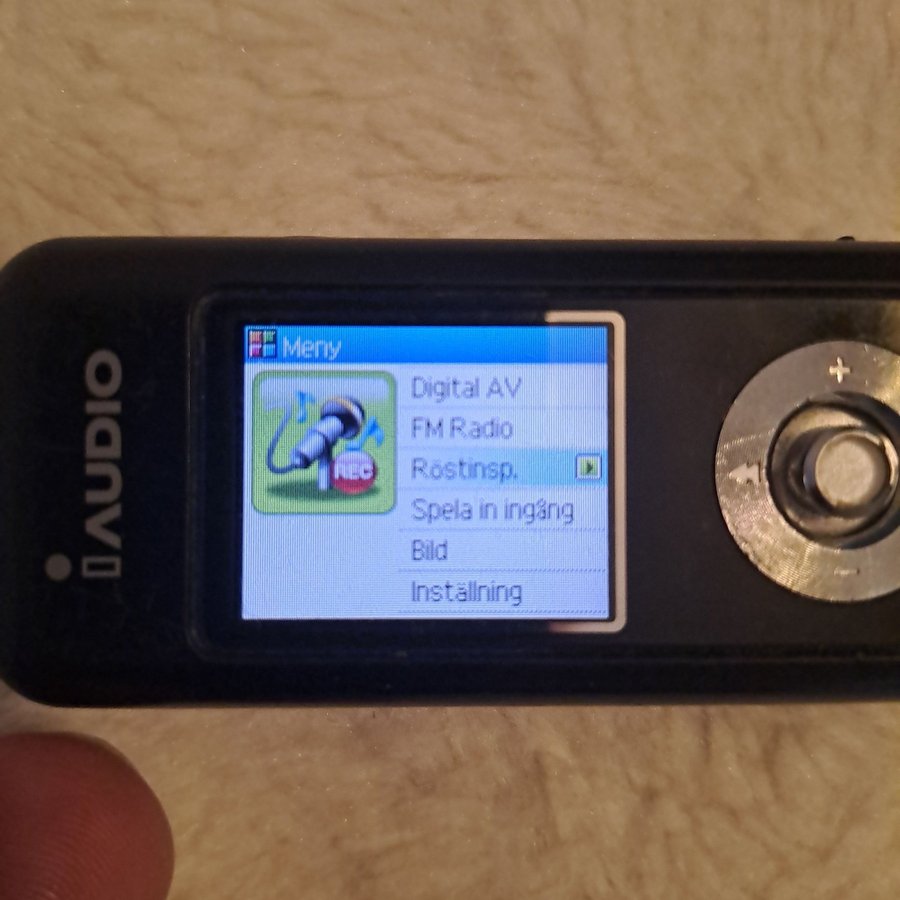 iAUDIO
Meny
Digital AV
FM Radio
Röstinsp.
REC
Spela in ingång
Bild
Inställning